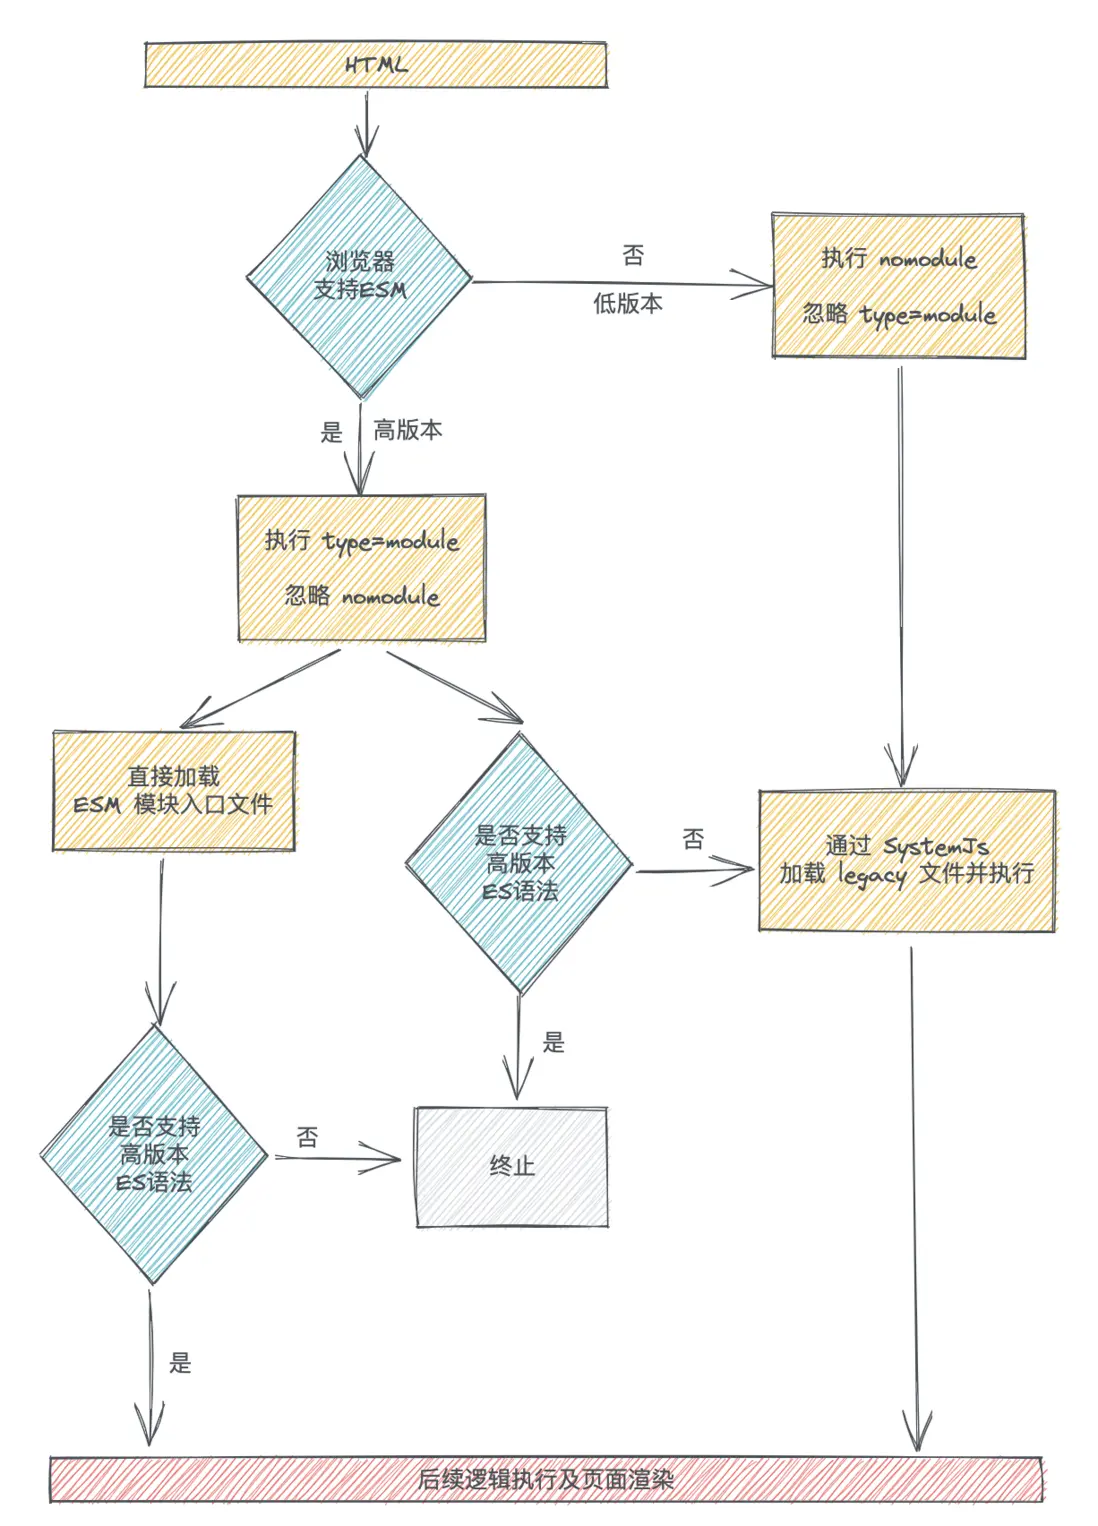 HTML
浏览器
支持ESM
否
低版本
执行 nomodule
忽略 type=module
是
高版本
执行 type=module
忽略 nomodule
直接加载
ESM 模块入口文件
是否支持
高版本
ES语法
否
通过 SystemJs
加载 legacy 文件并执行
是
是否支持
高版本
ES语法
否
终止
是
后续逻辑执行及页面渲染